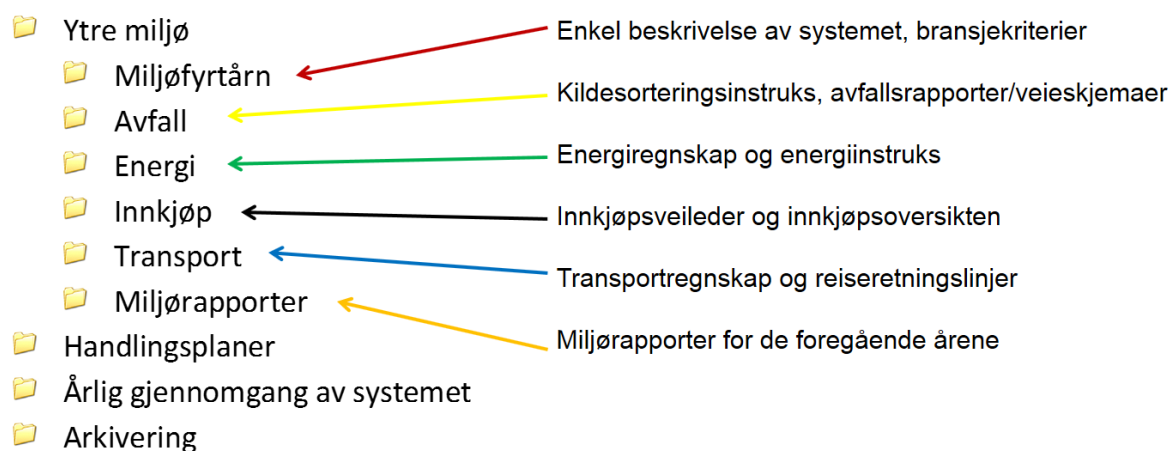 Ytre miljø
Enkel beskrivelse av systemet, bransjekriterier
Miljøfyrtårn
Kildesorteringsinstruks, avfallsrapporter/veieskjemaer
Avfall
Energiregnskap og energiinstruks
Energi
Innkjøpsveileder og innkjøpsoversikten
Innkjøp
Transportregnskap og reiseretningslinjer
Transport
Miljørapporter
Miljørapporter for de foregående årene
Handlingsplaner
Årlig gjennomgang av systemet
Arkivering